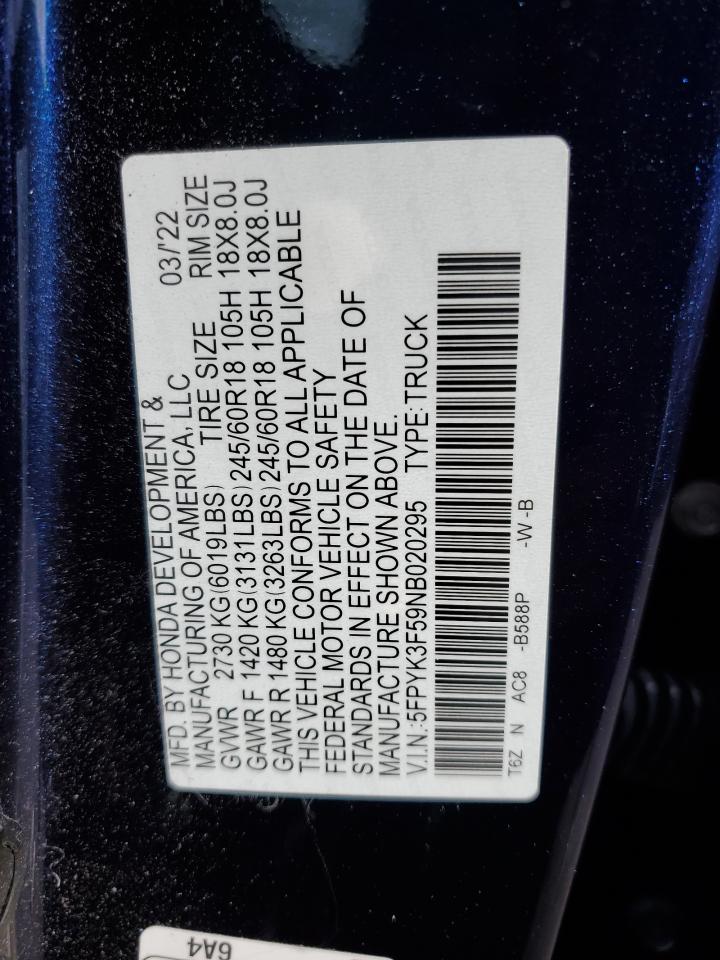 MFD. BY HONDA DEVELOPMENT &
MANUFACTURING OF AMERICA, LLC 03/'22
GVWR 2730 KG(6019LBS) TIRE SIZE RIM SIZE
GAWR F 1420 KG(3131LBS) 245/60R18 105H 18X8.0J
GAWR R 1480 KG(3263LBS) 245/60R18 105H 18X8.0J
THIS VEHICLE CONFORMS TO ALL APPLICABLE
FEDERAL MOTOR VEHICLE SAFETY
STANDARDS IN EFFECT ON THE DATE OF
MANUFACTURE SHOWN ABOVE.
V.I.N.:5FPYK3F59NB020295 TYPE:TRUCK
T6Z N AC8 -B588P -W -B
6A4